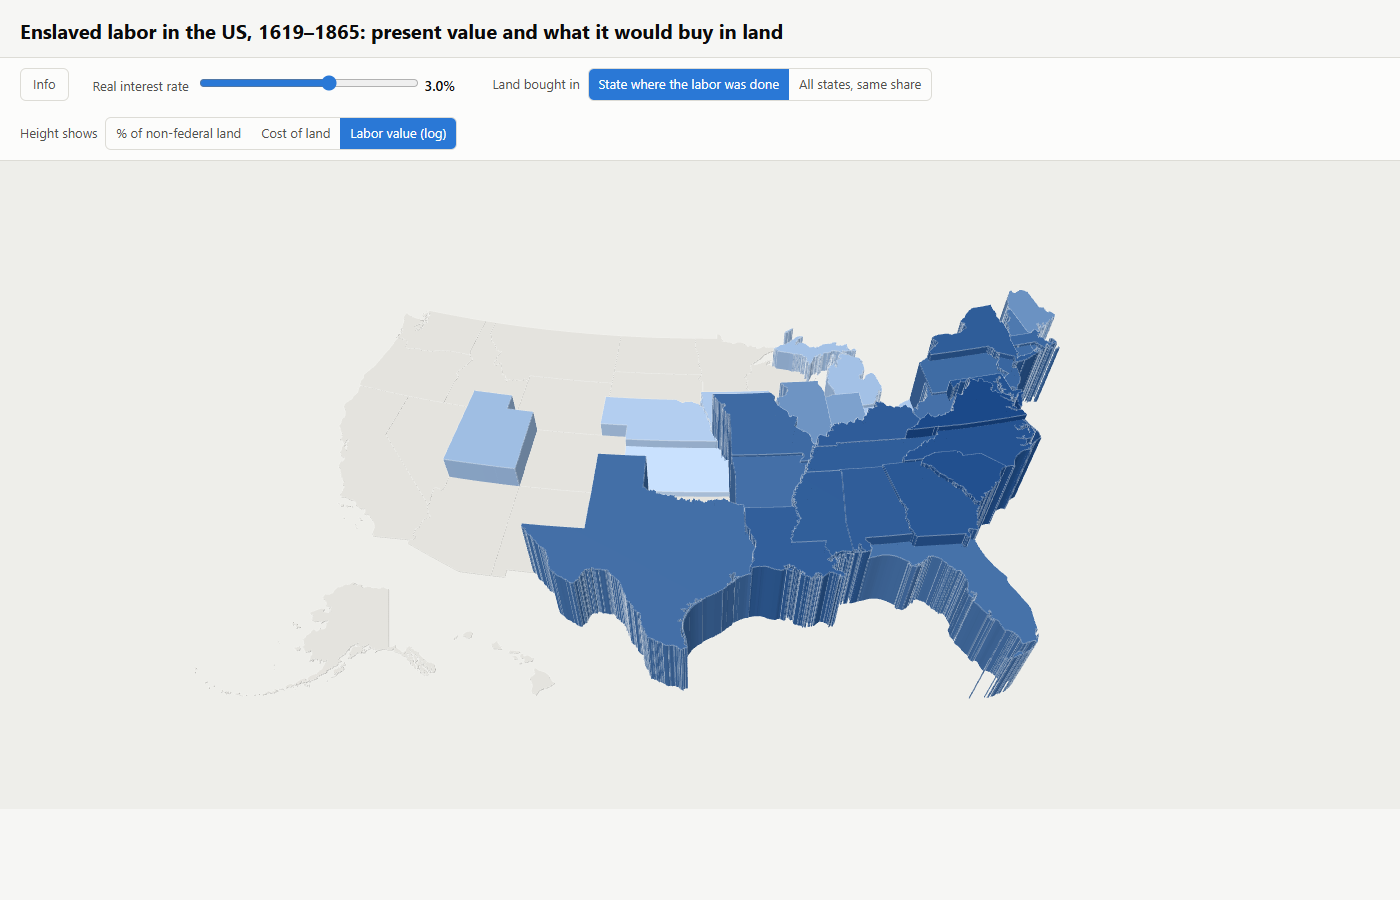 Enslaved labor in the US, 1619–1865: present value and what it would buy in land
Info Real interest rate 3.0% Land bought in State where the labor was done All states, same share
Height shows % of non-federal land Cost of land Labor value (log)